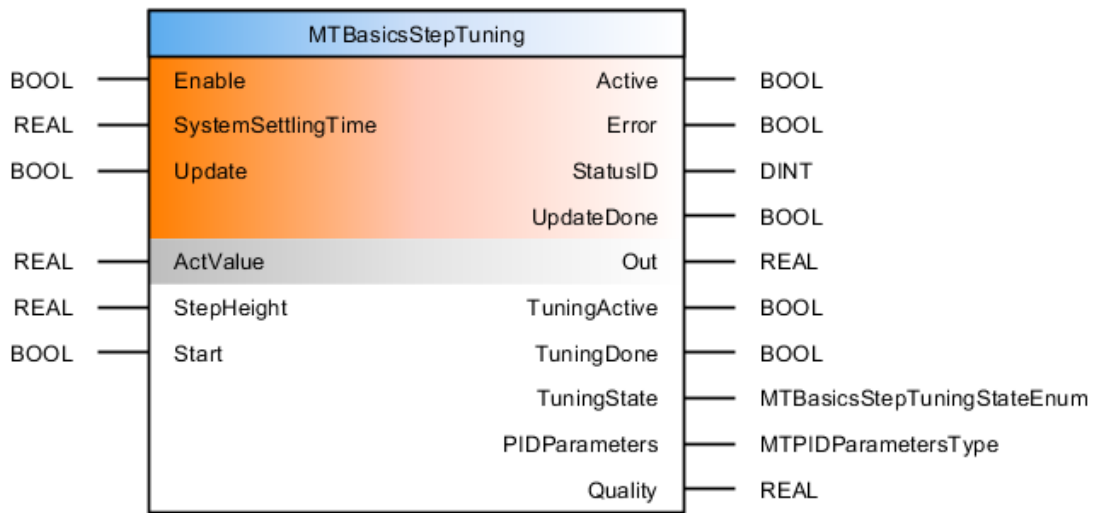 MTBasicsStepTuning
BOOL Enable Active BOOL
REAL SystemSettlingTime Error BOOL
BOOL Update StatusID DINT
UpdateDone BOOL
REAL ActValue Out REAL
REAL StepHeight TuningActive BOOL
BOOL Start TuningDone BOOL
TuningState MTBasicsStepTuningStateEnum
PIDParameters MTPIDParametersType
Quality REAL